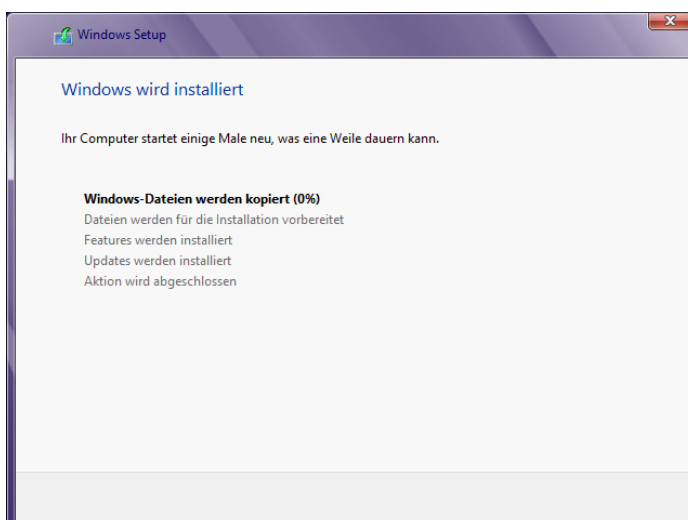 Windows Setup
Windows wird installiert
Ihr Computer startet einige Male neu, was eine Weile dauern kann.
Windows-Dateien werden kopiert (0%)
Dateien werden für die Installation vorbereitet
Features werden installiert
Updates werden installiert
Aktion wird abgeschlossen